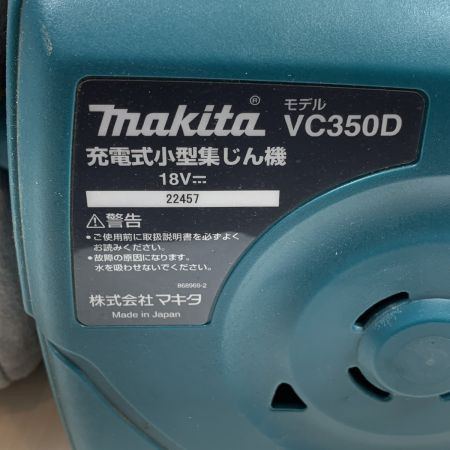 makita® モデル VC350D
充電式小型集じん機
18V⎓
22457
⚠警告
●ご使用前に取扱説明書を必ずよく
お読みください。
●故障の原因になります。
水を吸わせないでください。
868969-2
株式会社 マキタ
Made in Japan